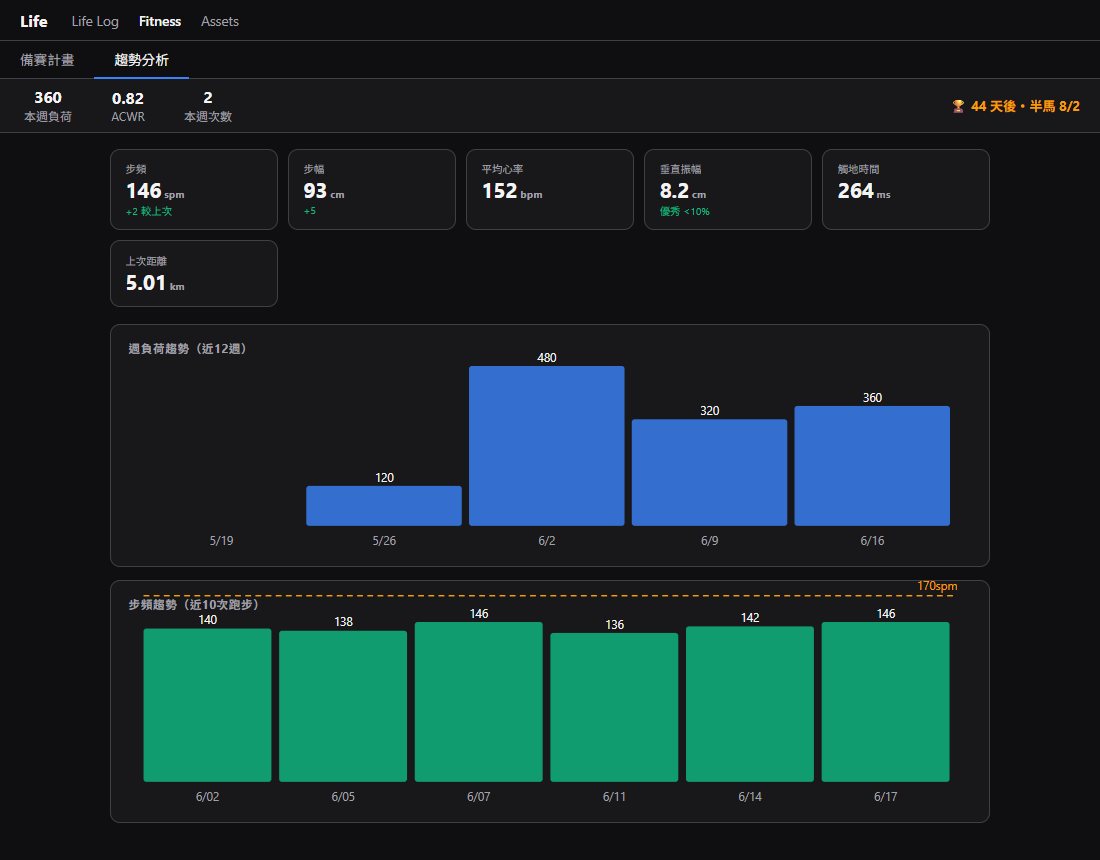 Life Life Log Fitness Assets
備賽計畫 趨勢分析
360 0.82 2
本週負荷 ACWR 本週次數
🏆 44 天後・半馬 8/2
步頻 步幅 平均心率 垂直振幅 觸地時間
146 spm 93 cm 152 bpm 8.2 cm 264 ms
+2 較上次 +5 優秀 <10%
上次距離
5.01 km
週負荷趨勢（近12週）
480
360
320
120
5/19 5/26 6/2 6/9 6/16
170spm
步頻趨勢（近10次跑步）
140 138 146 136 142 146
6/02 6/05 6/07 6/11 6/14 6/17